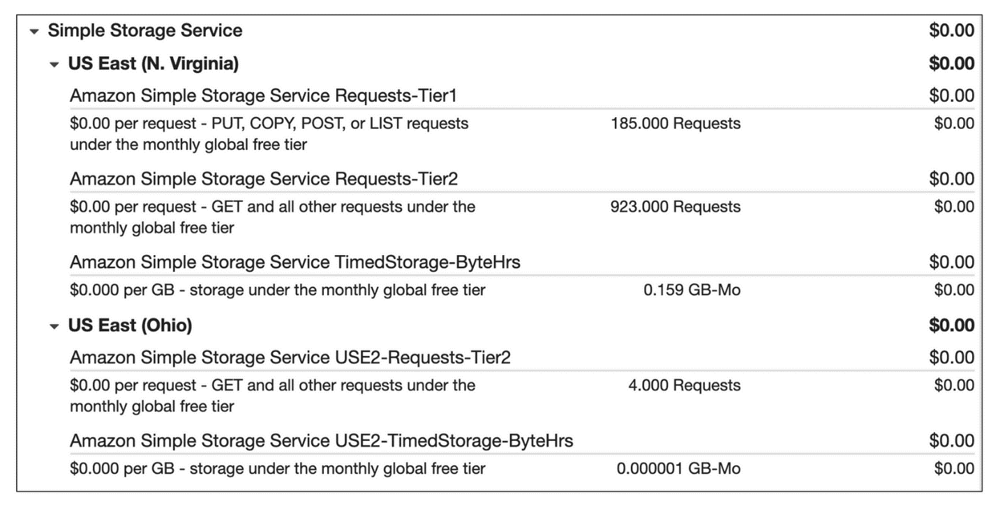 Simple Storage Service $0.00
US East (N. Virginia) $0.00
Amazon Simple Storage Service Requests-Tier1 $0.00
$0.00 per request - PUT, COPY, POST, or LIST requests 185.000 Requests $0.00
under the monthly global free tier
Amazon Simple Storage Service Requests-Tier2 $0.00
$0.00 per request - GET and all other requests under the 923.000 Requests $0.00
monthly global free tier
Amazon Simple Storage Service TimedStorage-ByteHrs $0.00
$0.000 per GB - storage under the monthly global free tier 0.159 GB-Mo $0.00
US East (Ohio) $0.00
Amazon Simple Storage Service USE2-Requests-Tier2 $0.00
$0.00 per request - GET and all other requests under the 4.000 Requests $0.00
monthly global free tier
Amazon Simple Storage Service USE2-TimedStorage-ByteHrs $0.00
$0.000 per GB - storage under the monthly global free tier 0.000001 GB-Mo $0.00